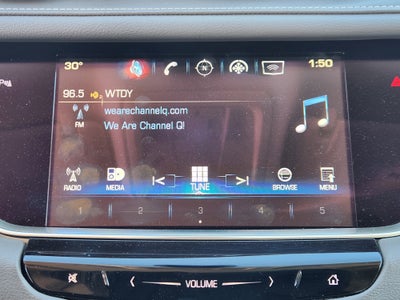 30°
1:50
96.5 WTDY
wearechannelq.com
FM
We Are Channel Q!
RADIO MEDIA TUNE BROWSE MENU
1 2 3 4 5
VOLUME